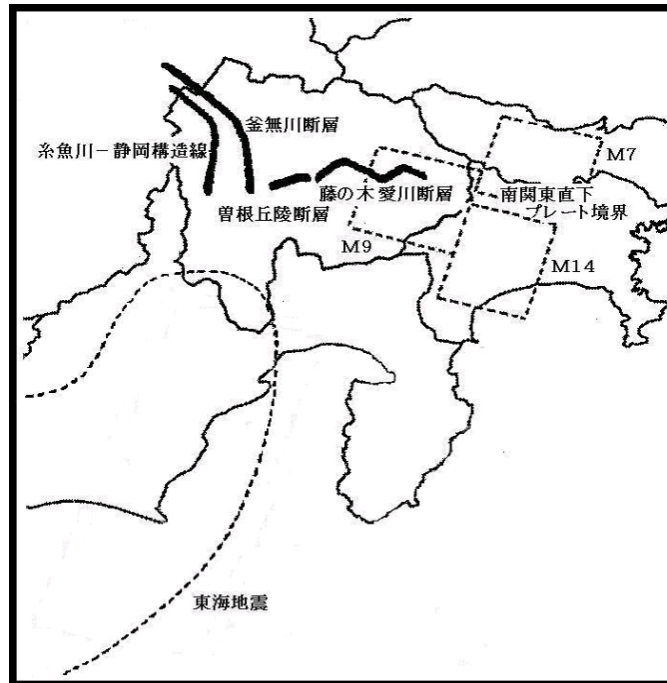 釜無川断層
糸魚川－静岡構造線
M7
藤の木愛川断層
南関東直下
プレート境界
曽根丘陵断層
M9
M14
東海地震